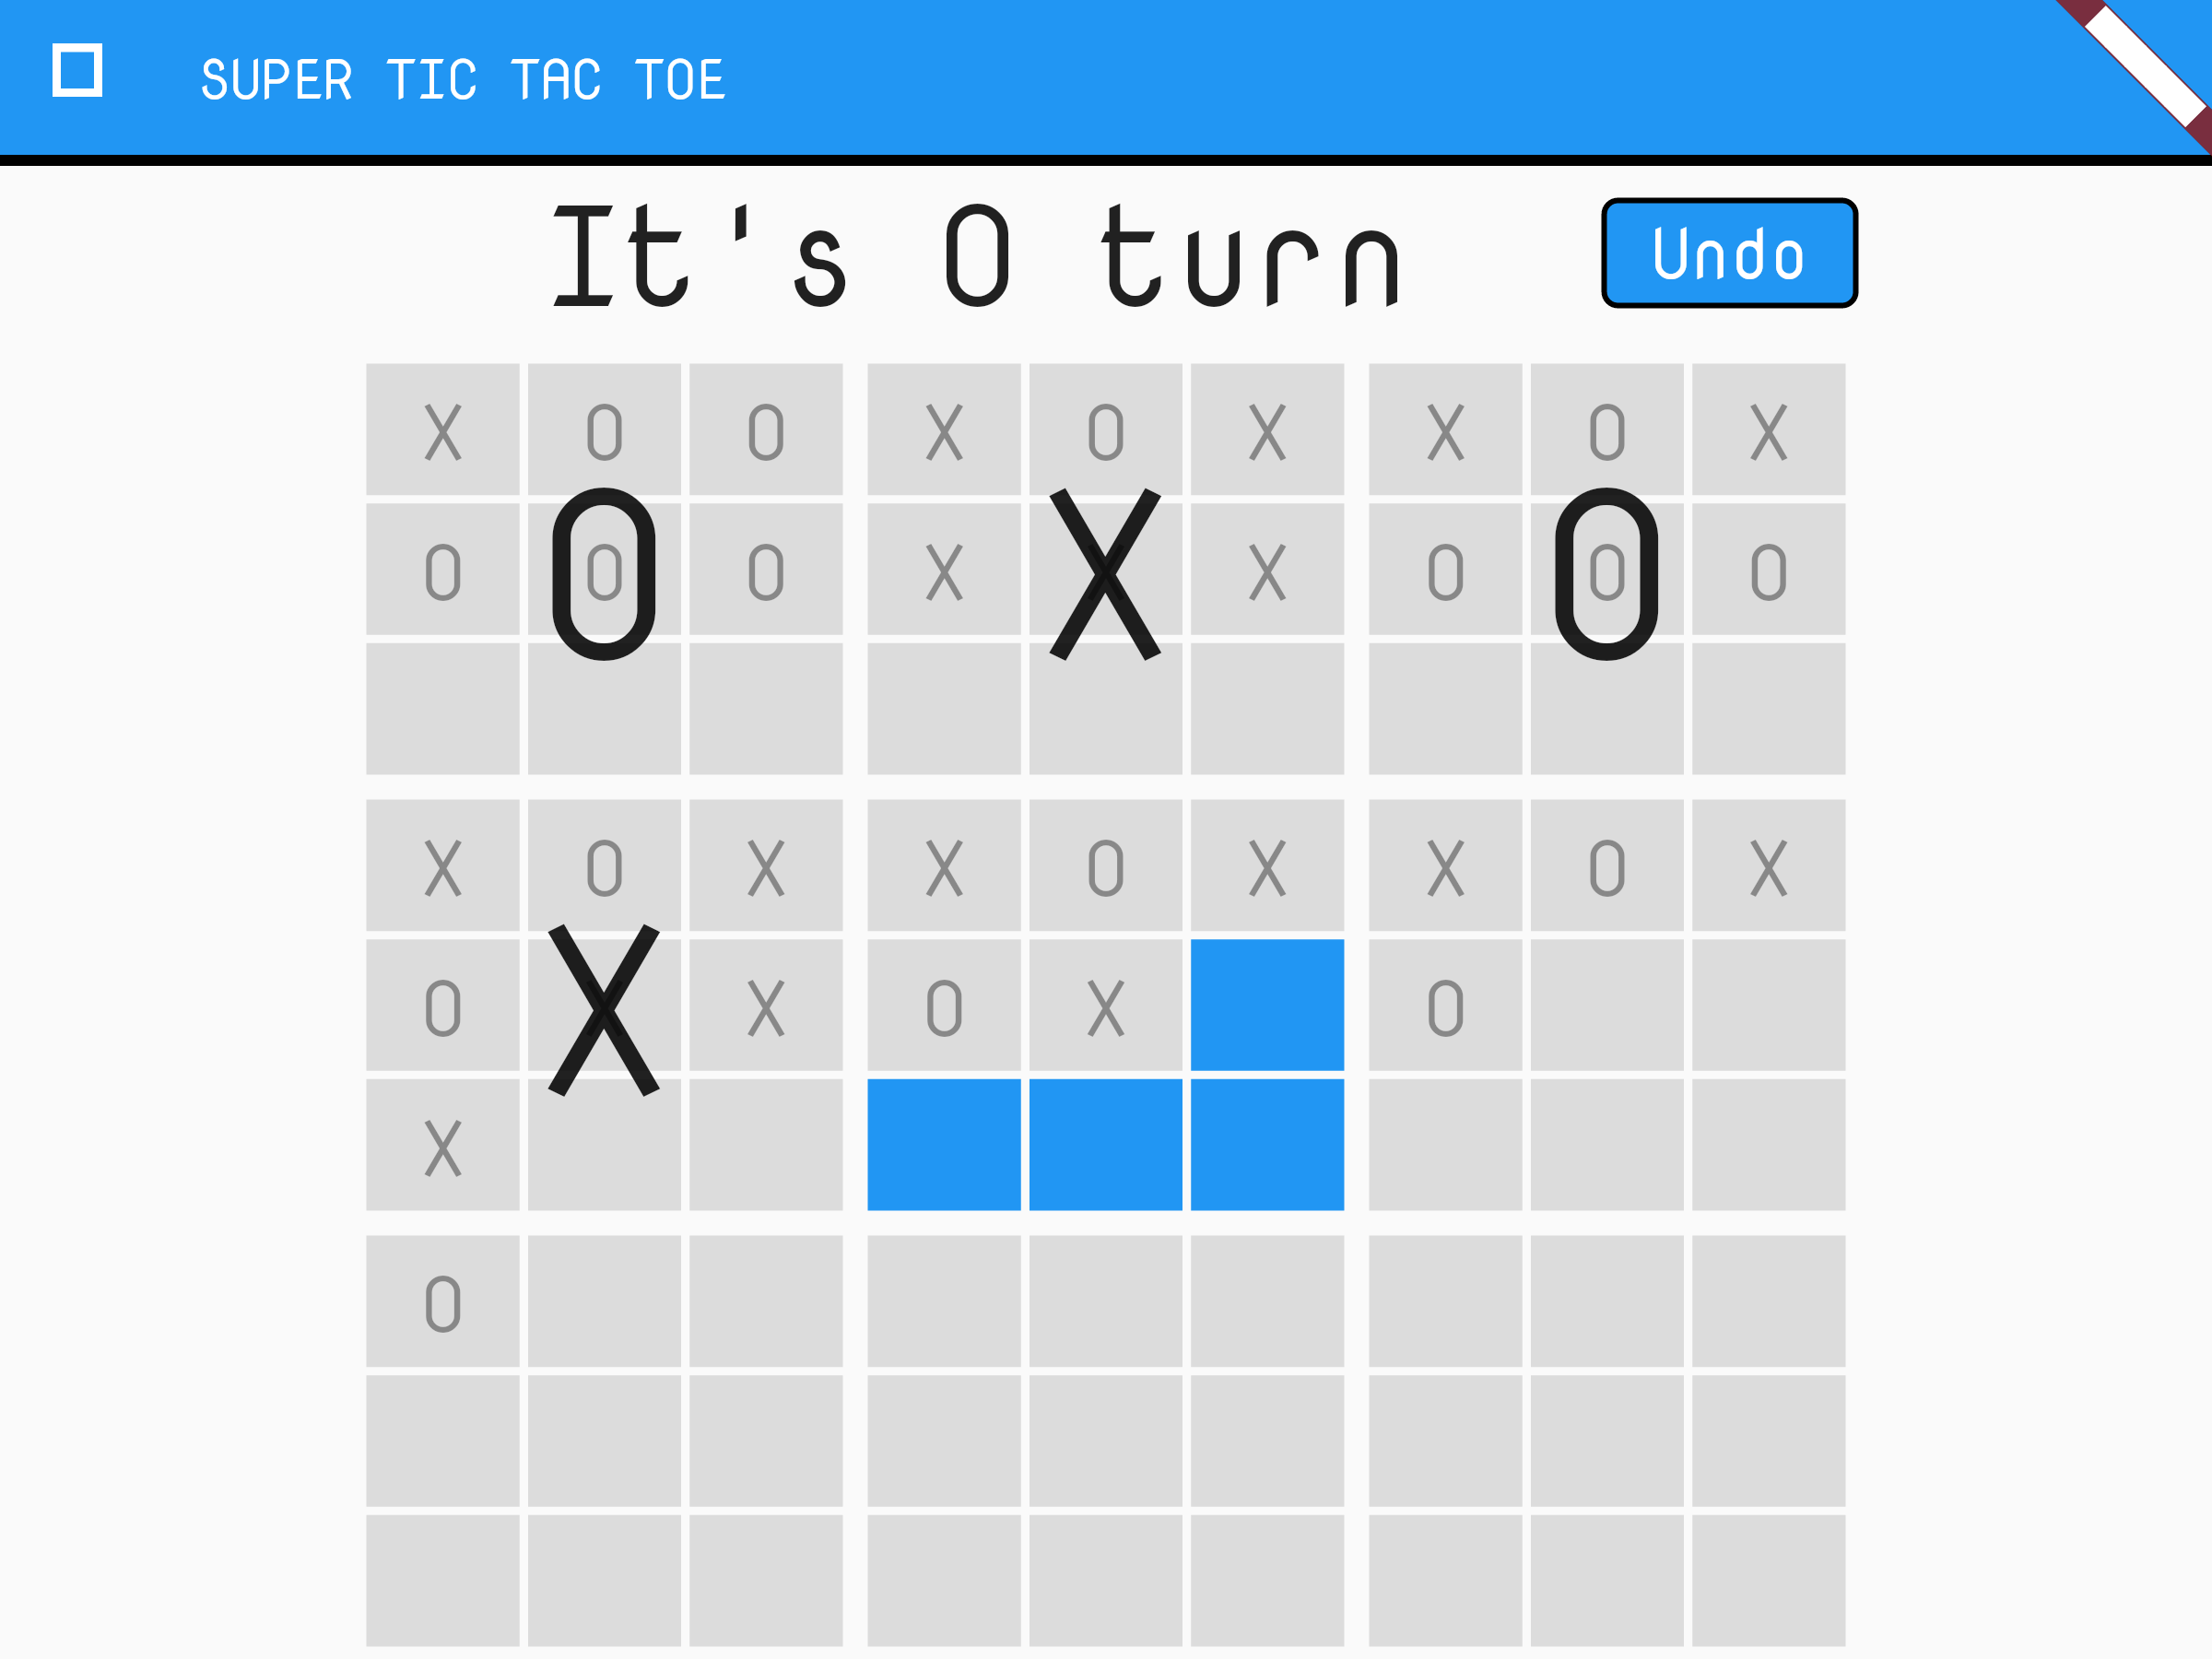 SUPER TIC TAC TOE
It's O turn
Undo
X O O X O X X O X
O O O X X X O O O
O X O
X O X X O X X O X
O X X O X O
X
X
O